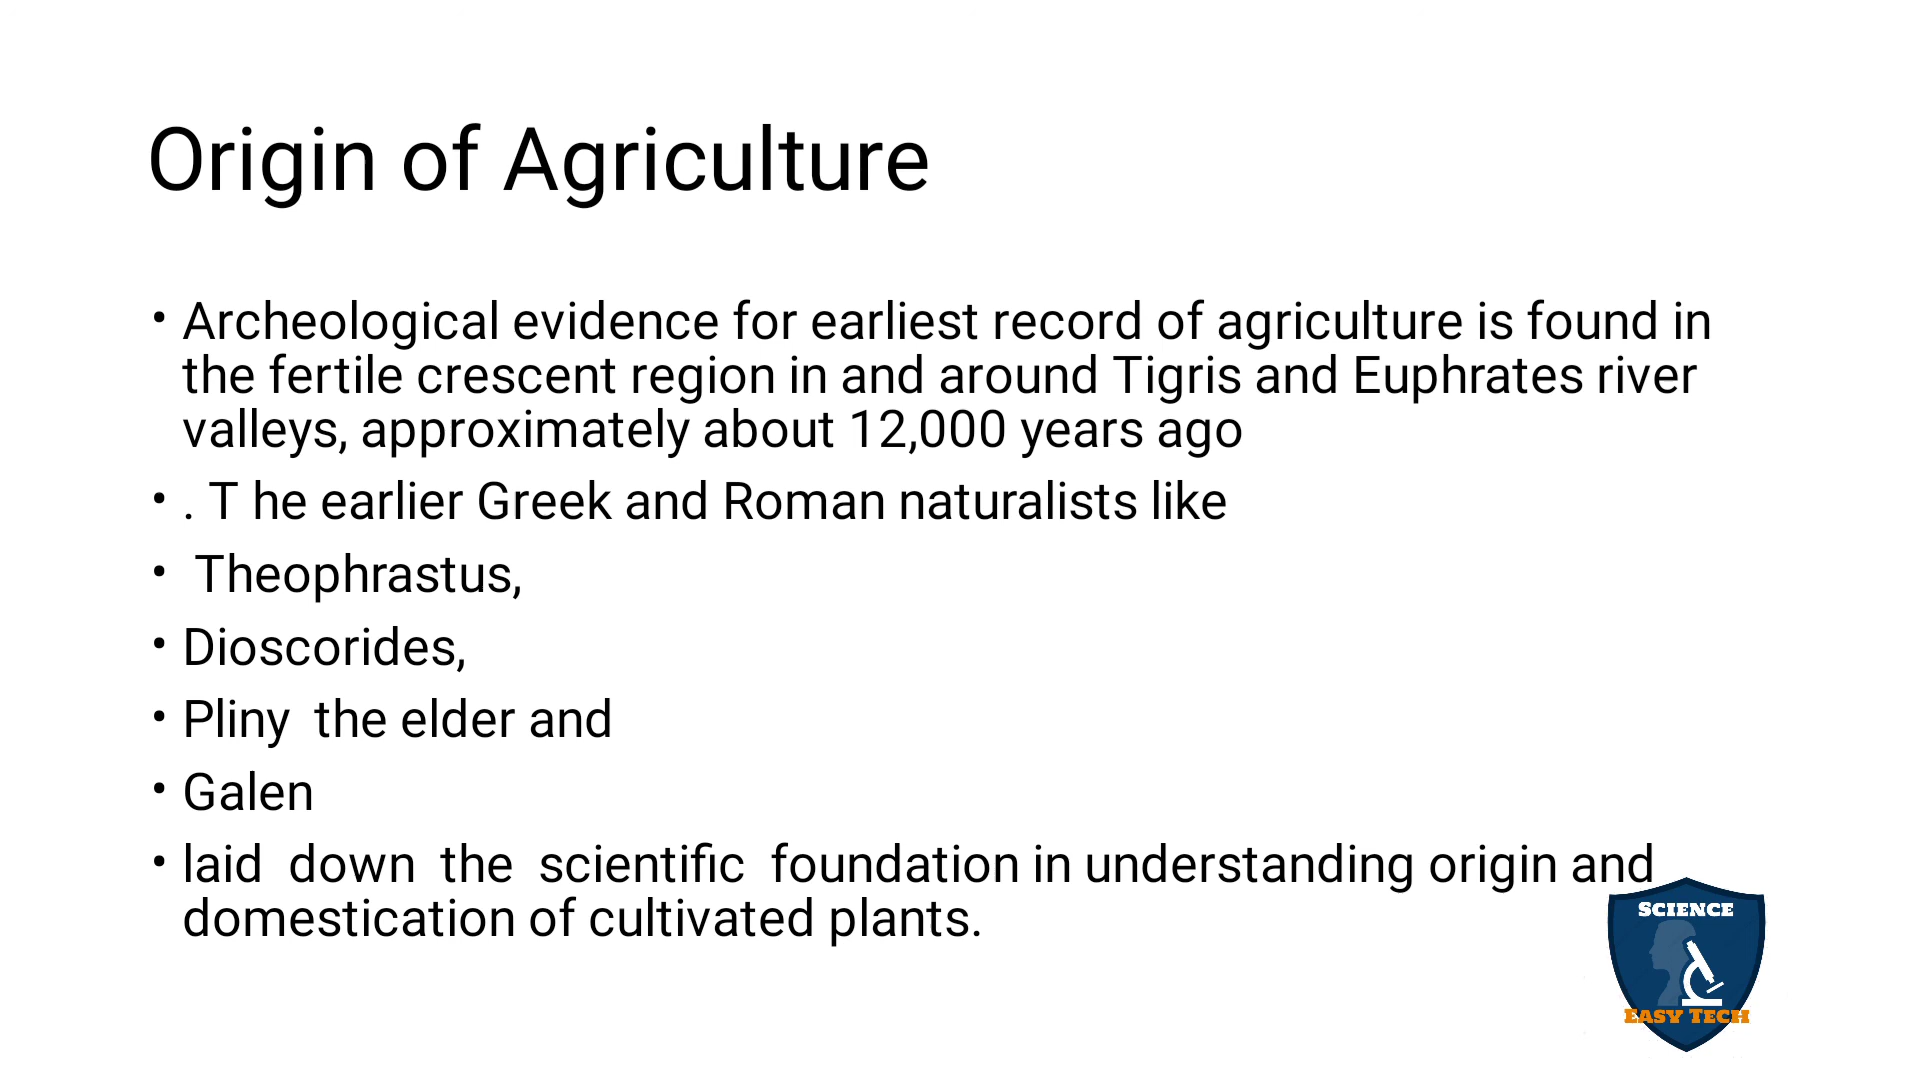 Origin of Agriculture
• Archeological evidence for earliest record of agriculture is found in
the fertile crescent region in and around Tigris and Euphrates river
valleys, approximately about 12,000 years ago
• . T he earlier Greek and Roman naturalists like
•  Theophrastus,
• Dioscorides,
• Pliny  the elder and
• Galen
• laid  down  the  scientific  foundation in understanding origin and
domestication of cultivated plants.
SCIENCE
EASY TECH